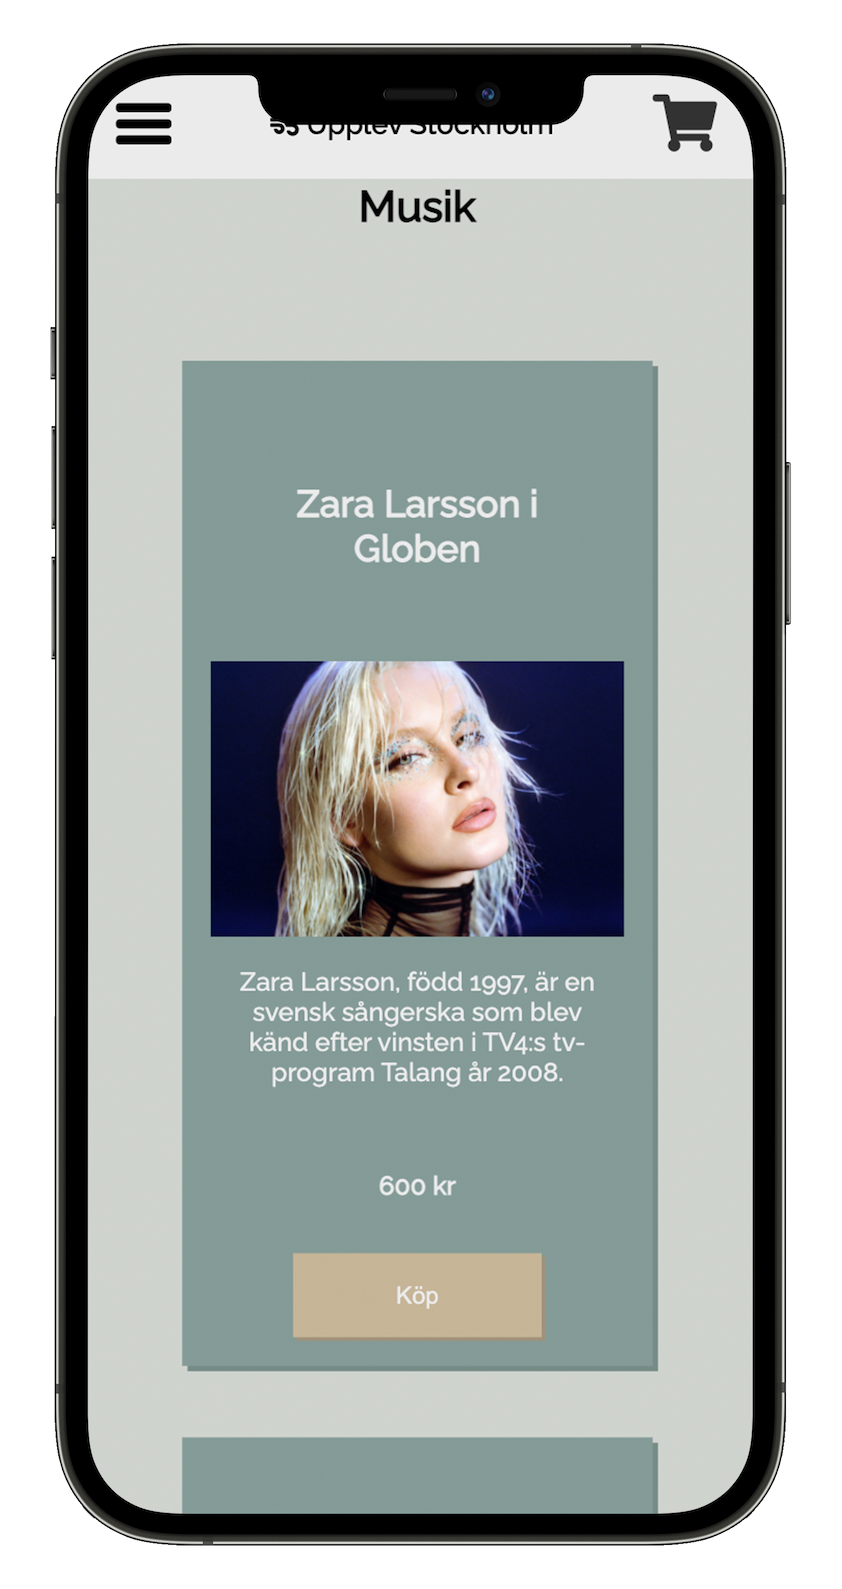 Upplev Stockholm
Musik
Zara Larsson i
Globen
Zara Larsson, född 1997, är en
svensk sångerska som blev
känd efter vinsten i TV4:s tv-
program Talang år 2008.
600 kr
Köp